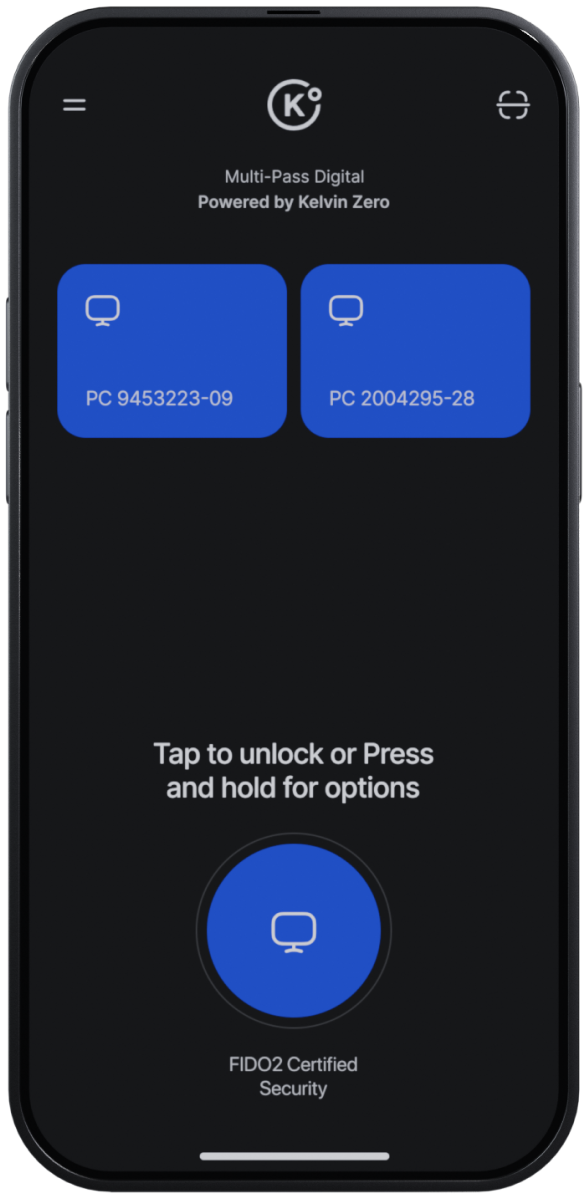 K
Multi-Pass Digital
Powered by Kelvin Zero
PC 9453223-09
PC 2004295-28
Tap to unlock or Press
and hold for options
FIDO2 Certified
Security